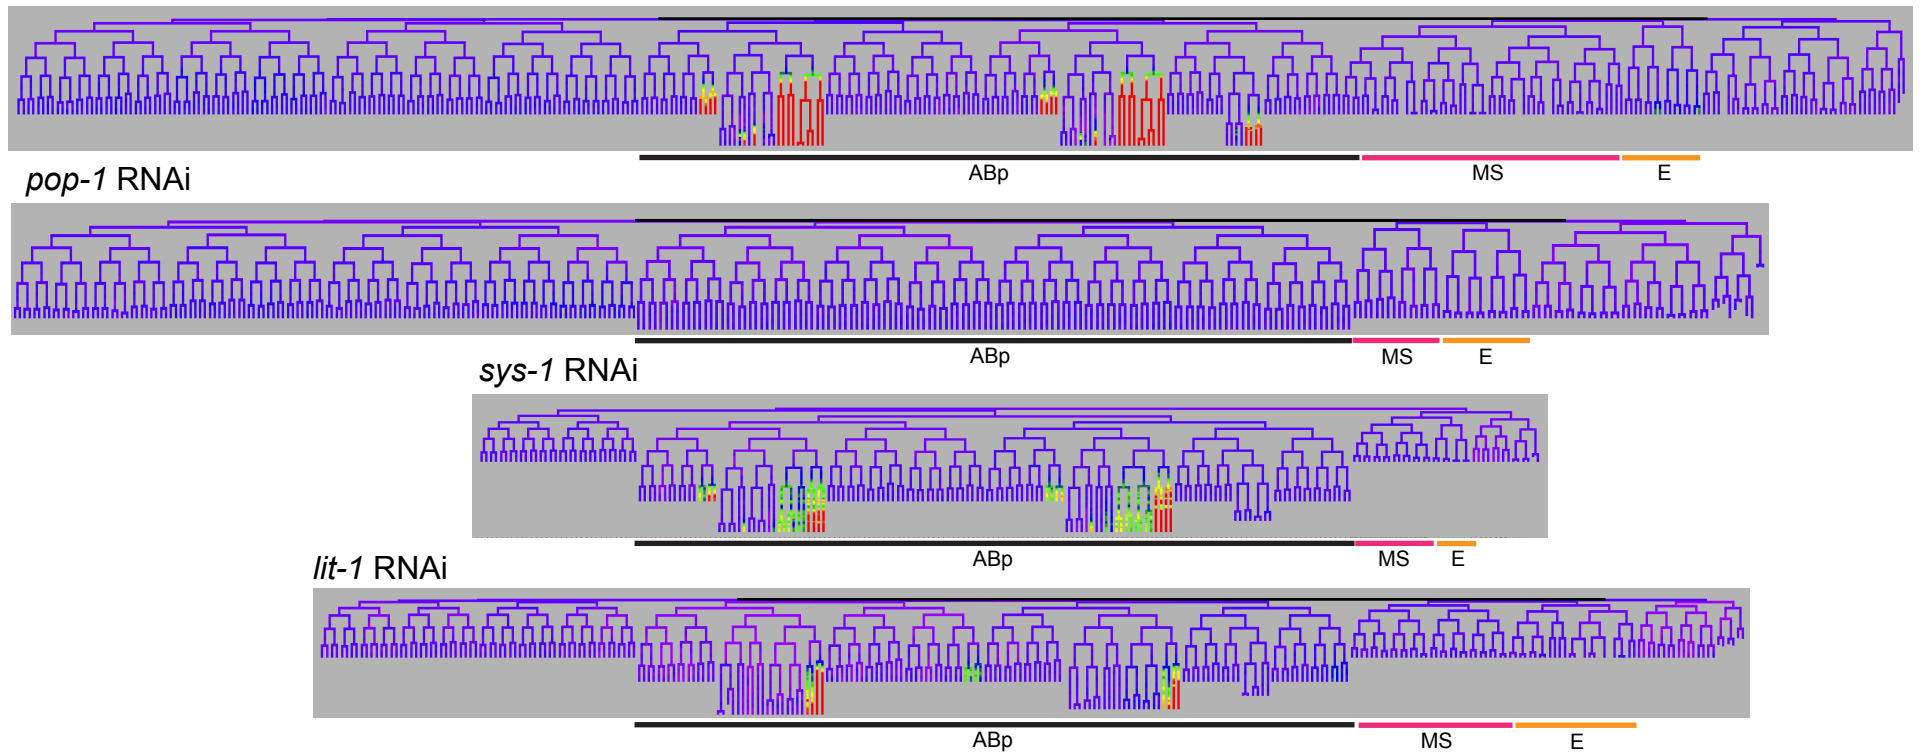 ABp MS E
pop-1 RNAi
ABp MS E
sys-1 RNAi
ABp MS E
lit-1 RNAi
ABp MS E